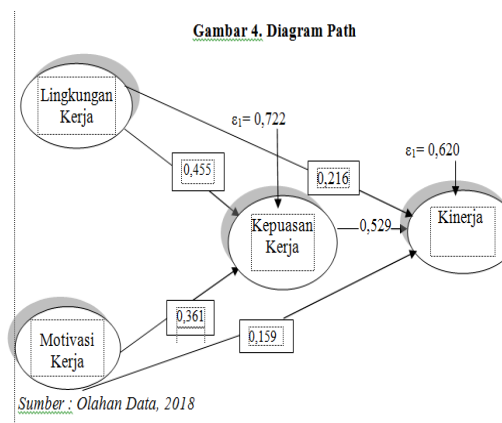 Gambar 4. Diagram Path
Lingkungan
Kerja
ε1= 0,722
ε1= 0,620
0,455
0,216
Kepuasan
Kerja
0,529
Kinerja
0,361
0,159
Motivasi
Kerja
Sumber : Olahan Data, 2018